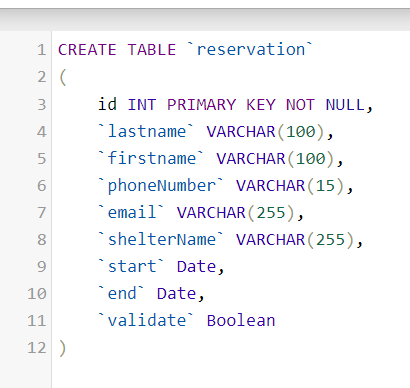 1 CREATE TABLE `reservation`
2 (
3     id INT PRIMARY KEY NOT NULL,
4     `lastname` VARCHAR(100),
5     `firstname` VARCHAR(100),
6     `phoneNumber` VARCHAR(15),
7     `email` VARCHAR(255),
8     `shelterName` VARCHAR(255),
9     `start` Date,
10     `end` Date,
11     `validate` Boolean
12 )